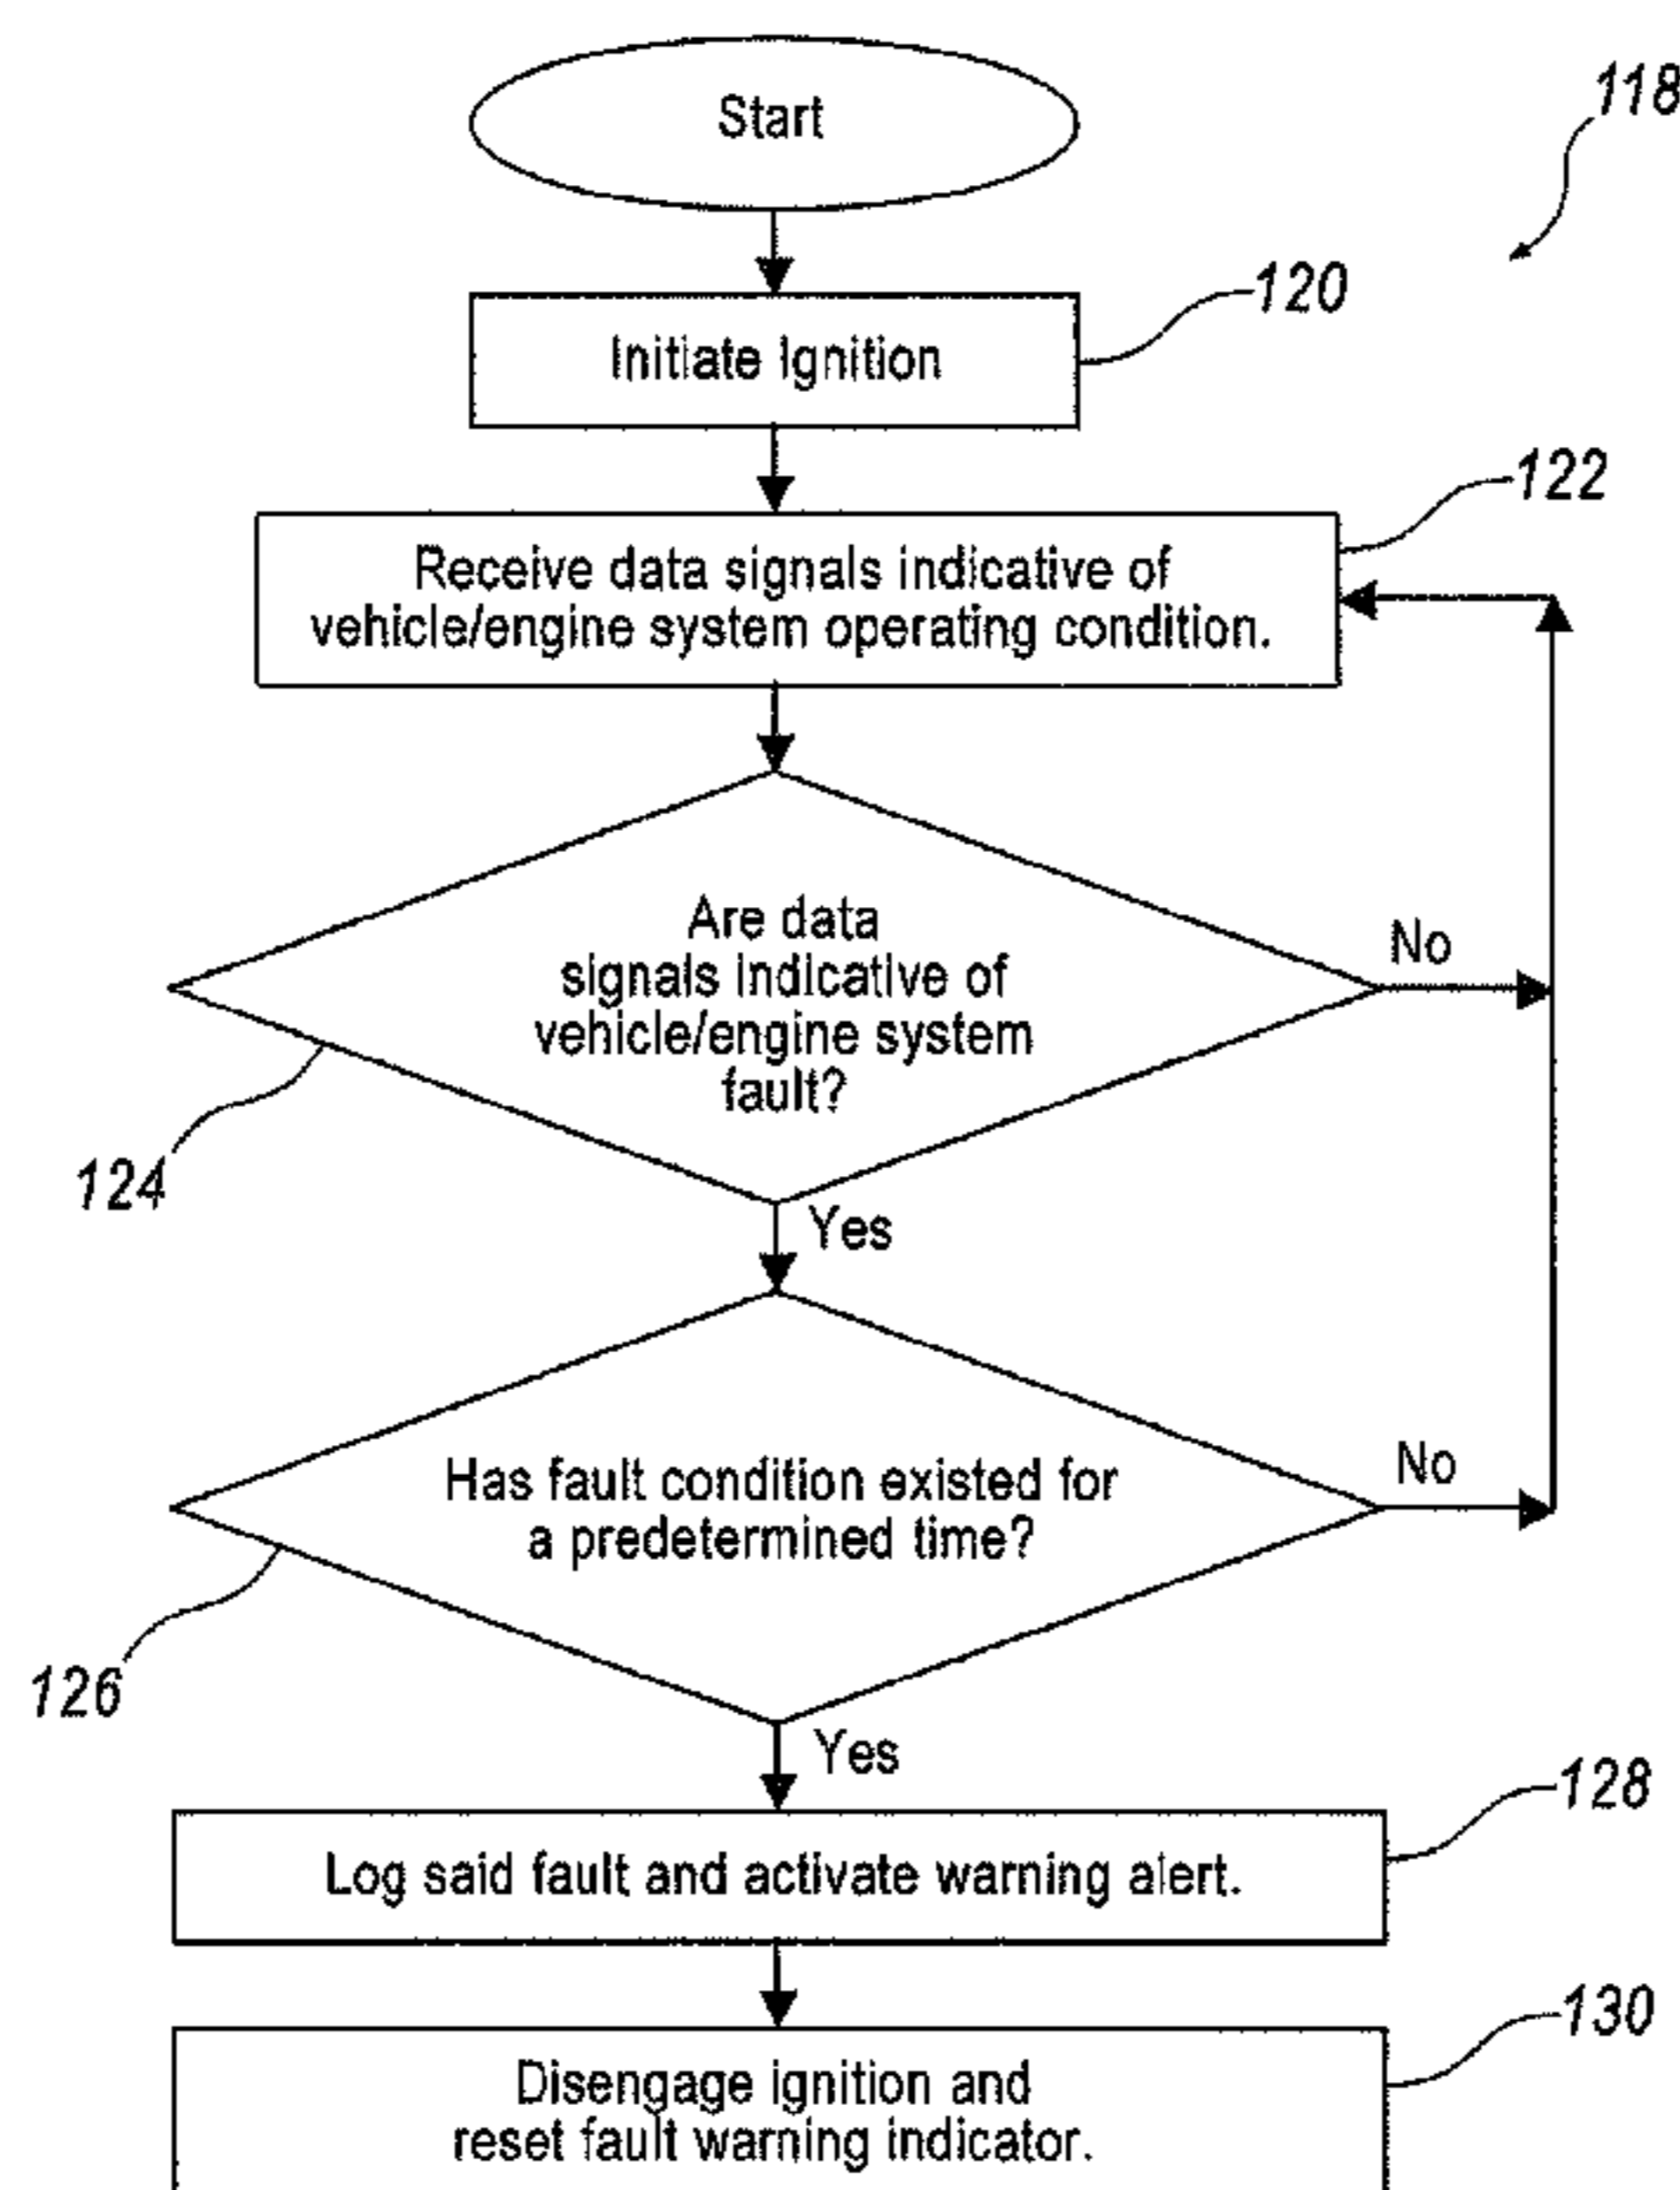 Start
118
Initiate Ignition
120
122
Receive data signals indicative of
vehicle/engine system operating condition.
Are data
signals indicative of
vehicle/engine system
fault?
No
124
Yes
Has fault condition existed for
a predetermined time?
No
126
Yes
128
Log said fault and activate warning alert.
130
Disengage ignition and
reset fault warning indicator.